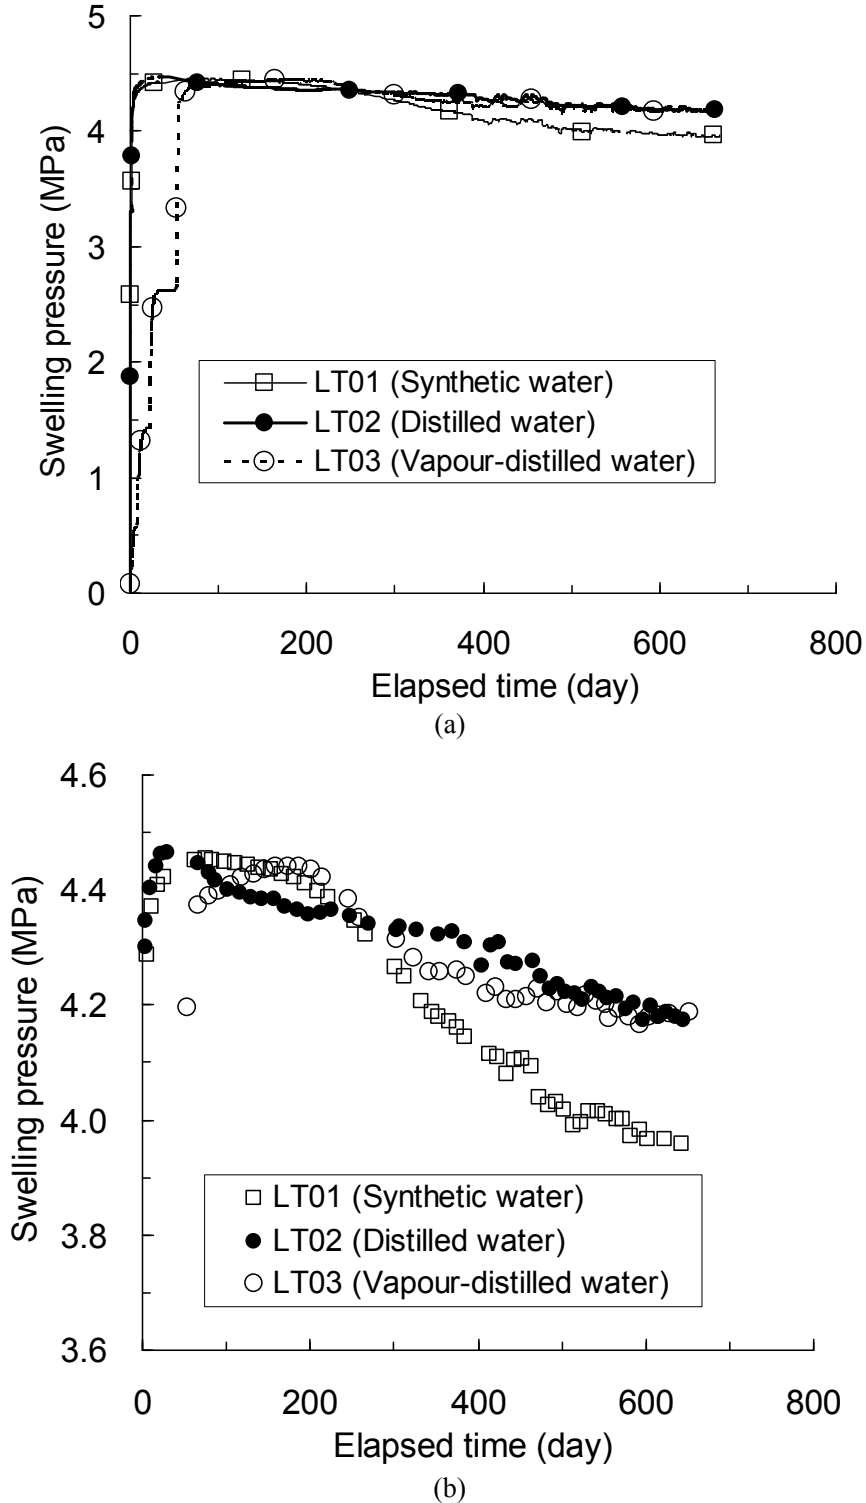 5
4
3
2
1
0
Swelling pressure (MPa)
LT01 (Synthetic water)
LT02 (Distilled water)
LT03 (Vapour-distilled water)
0 200 400 600 800
Elapsed time (day)
(a)
4.6
4.4
4.2
4.0
3.8
3.6
Swelling pressure (MPa)
LT01 (Synthetic water)
LT02 (Distilled water)
LT03 (Vapour-distilled water)
0 200 400 600 800
Elapsed time (day)
(b)